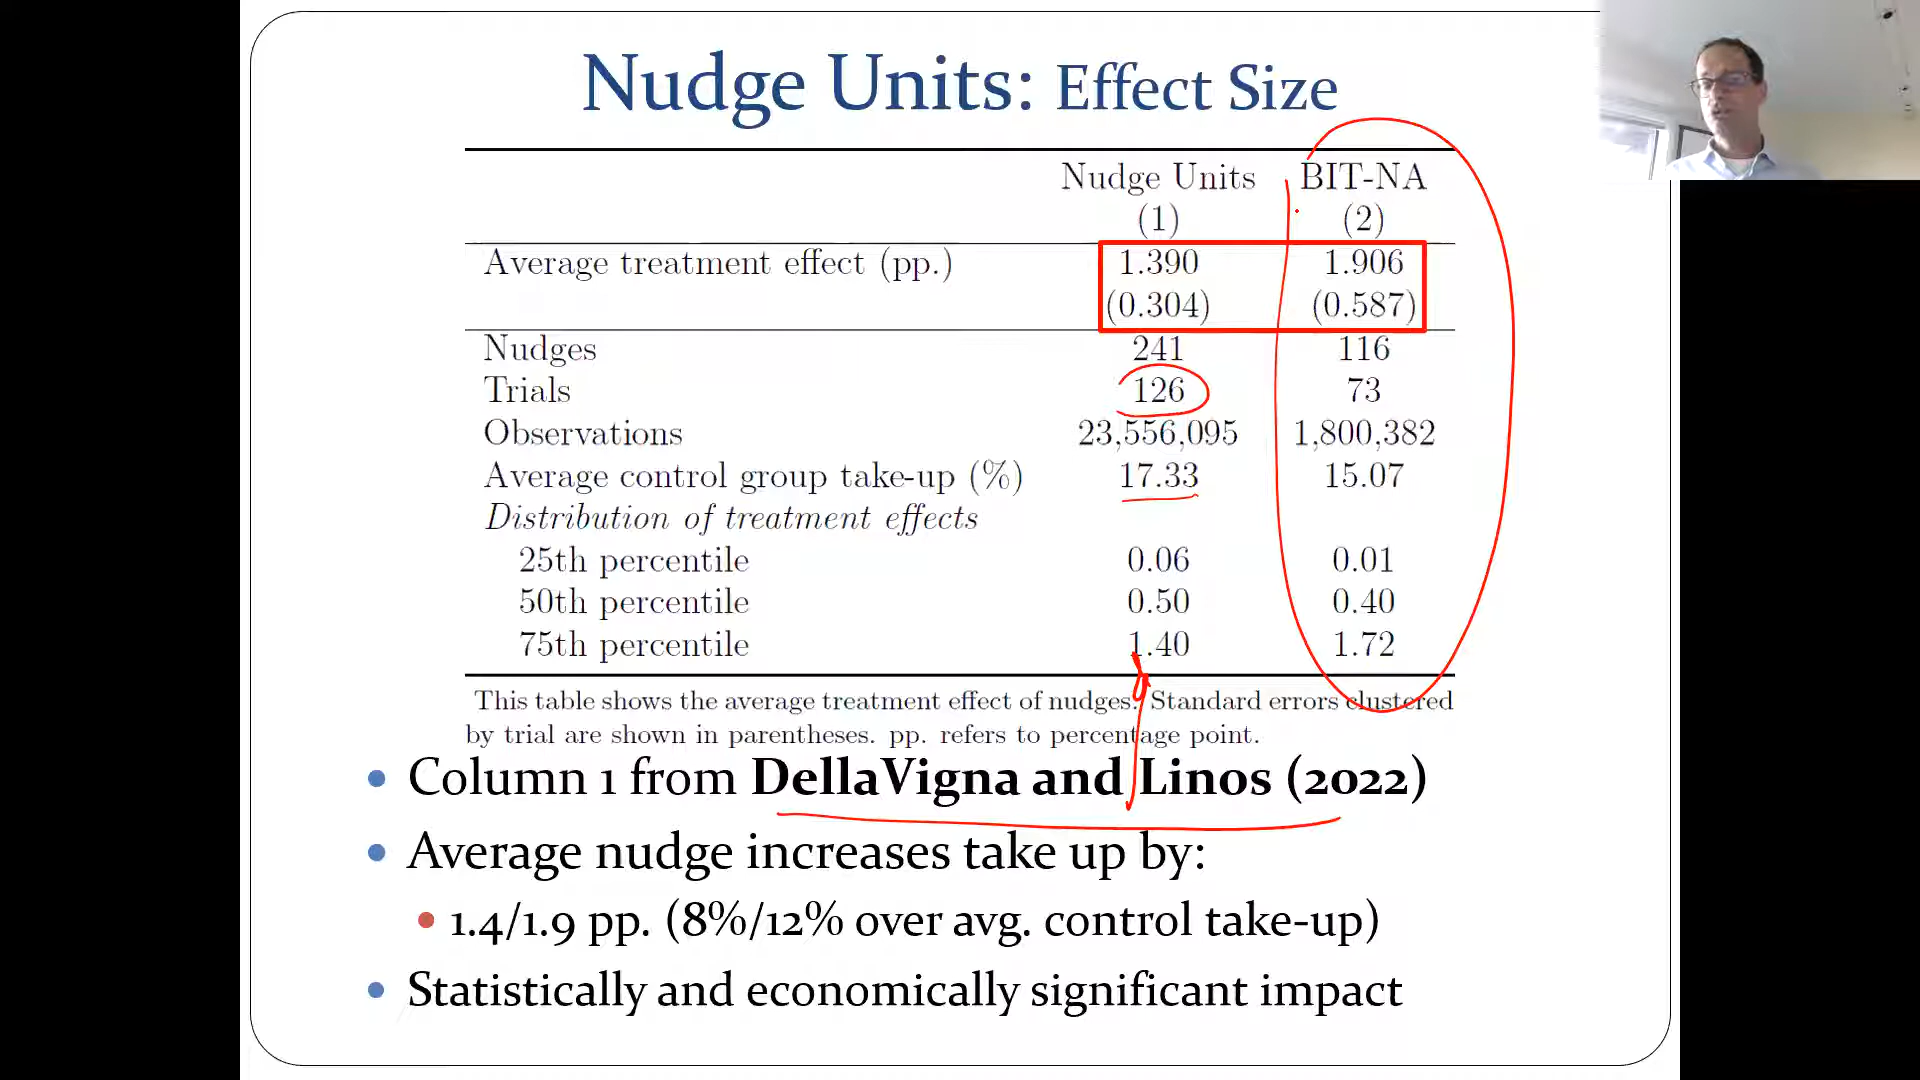 Nudge Units: Effect Size
Nudge Units BIT-NA
(1) (2)
Average treatment effect (pp.) 1.390 1.906
(0.304) (0.587)
Nudges 241 116
Trials 126 73
Observations 23,556,095 1,800,382
Average control group take-up (%) 17.33 15.07
Distribution of treatment effects
25th percentile 0.06 0.01
50th percentile 0.50 0.40
75th percentile 1.40 1.72
This table shows the average treatment effect of nudges. Standard errors clustered
by trial are shown in parentheses. pp. refers to percentage point.
• Column 1 from DellaVigna and Linos (2022)
• Average nudge increases take up by:
• 1.4/1.9 pp. (8%/12% over avg. control take-up)
• Statistically and economically significant impact